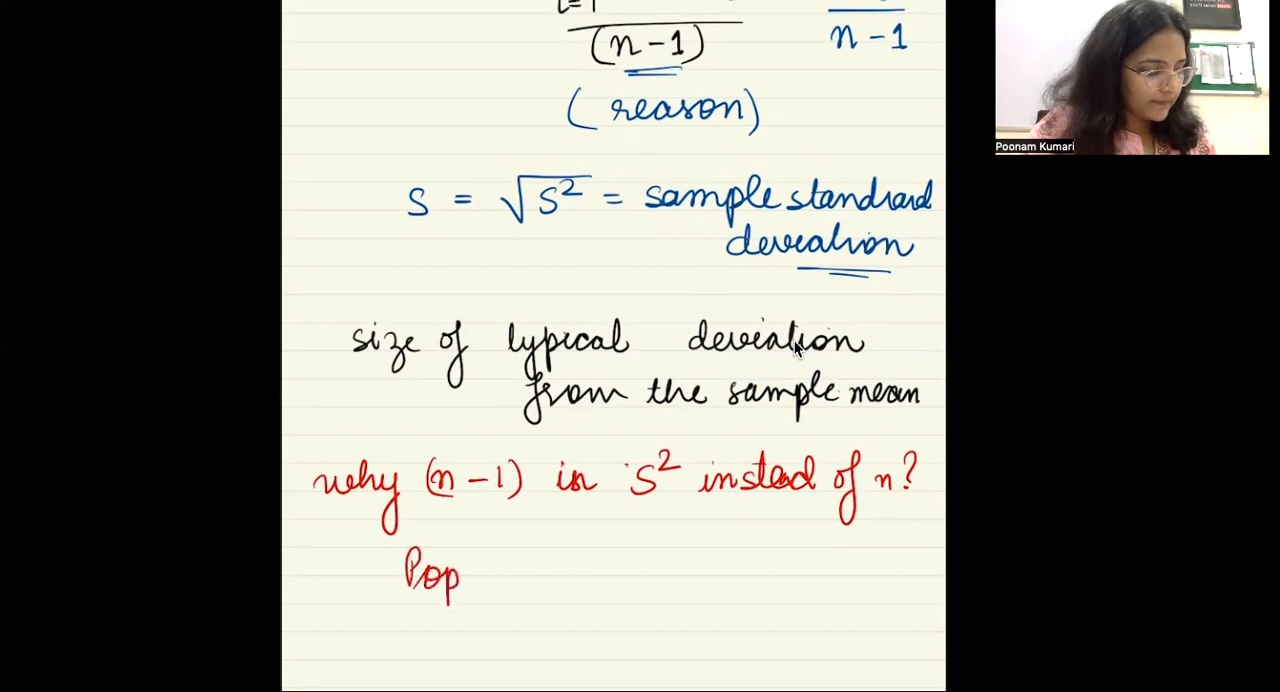 i=1
(n-1)
n-1
(reason)
S = √S² = sample standard
deviation
size of typical deviation
from the sample mean
why (n-1) in S² instead of n?
Pop
Poonam Kumari